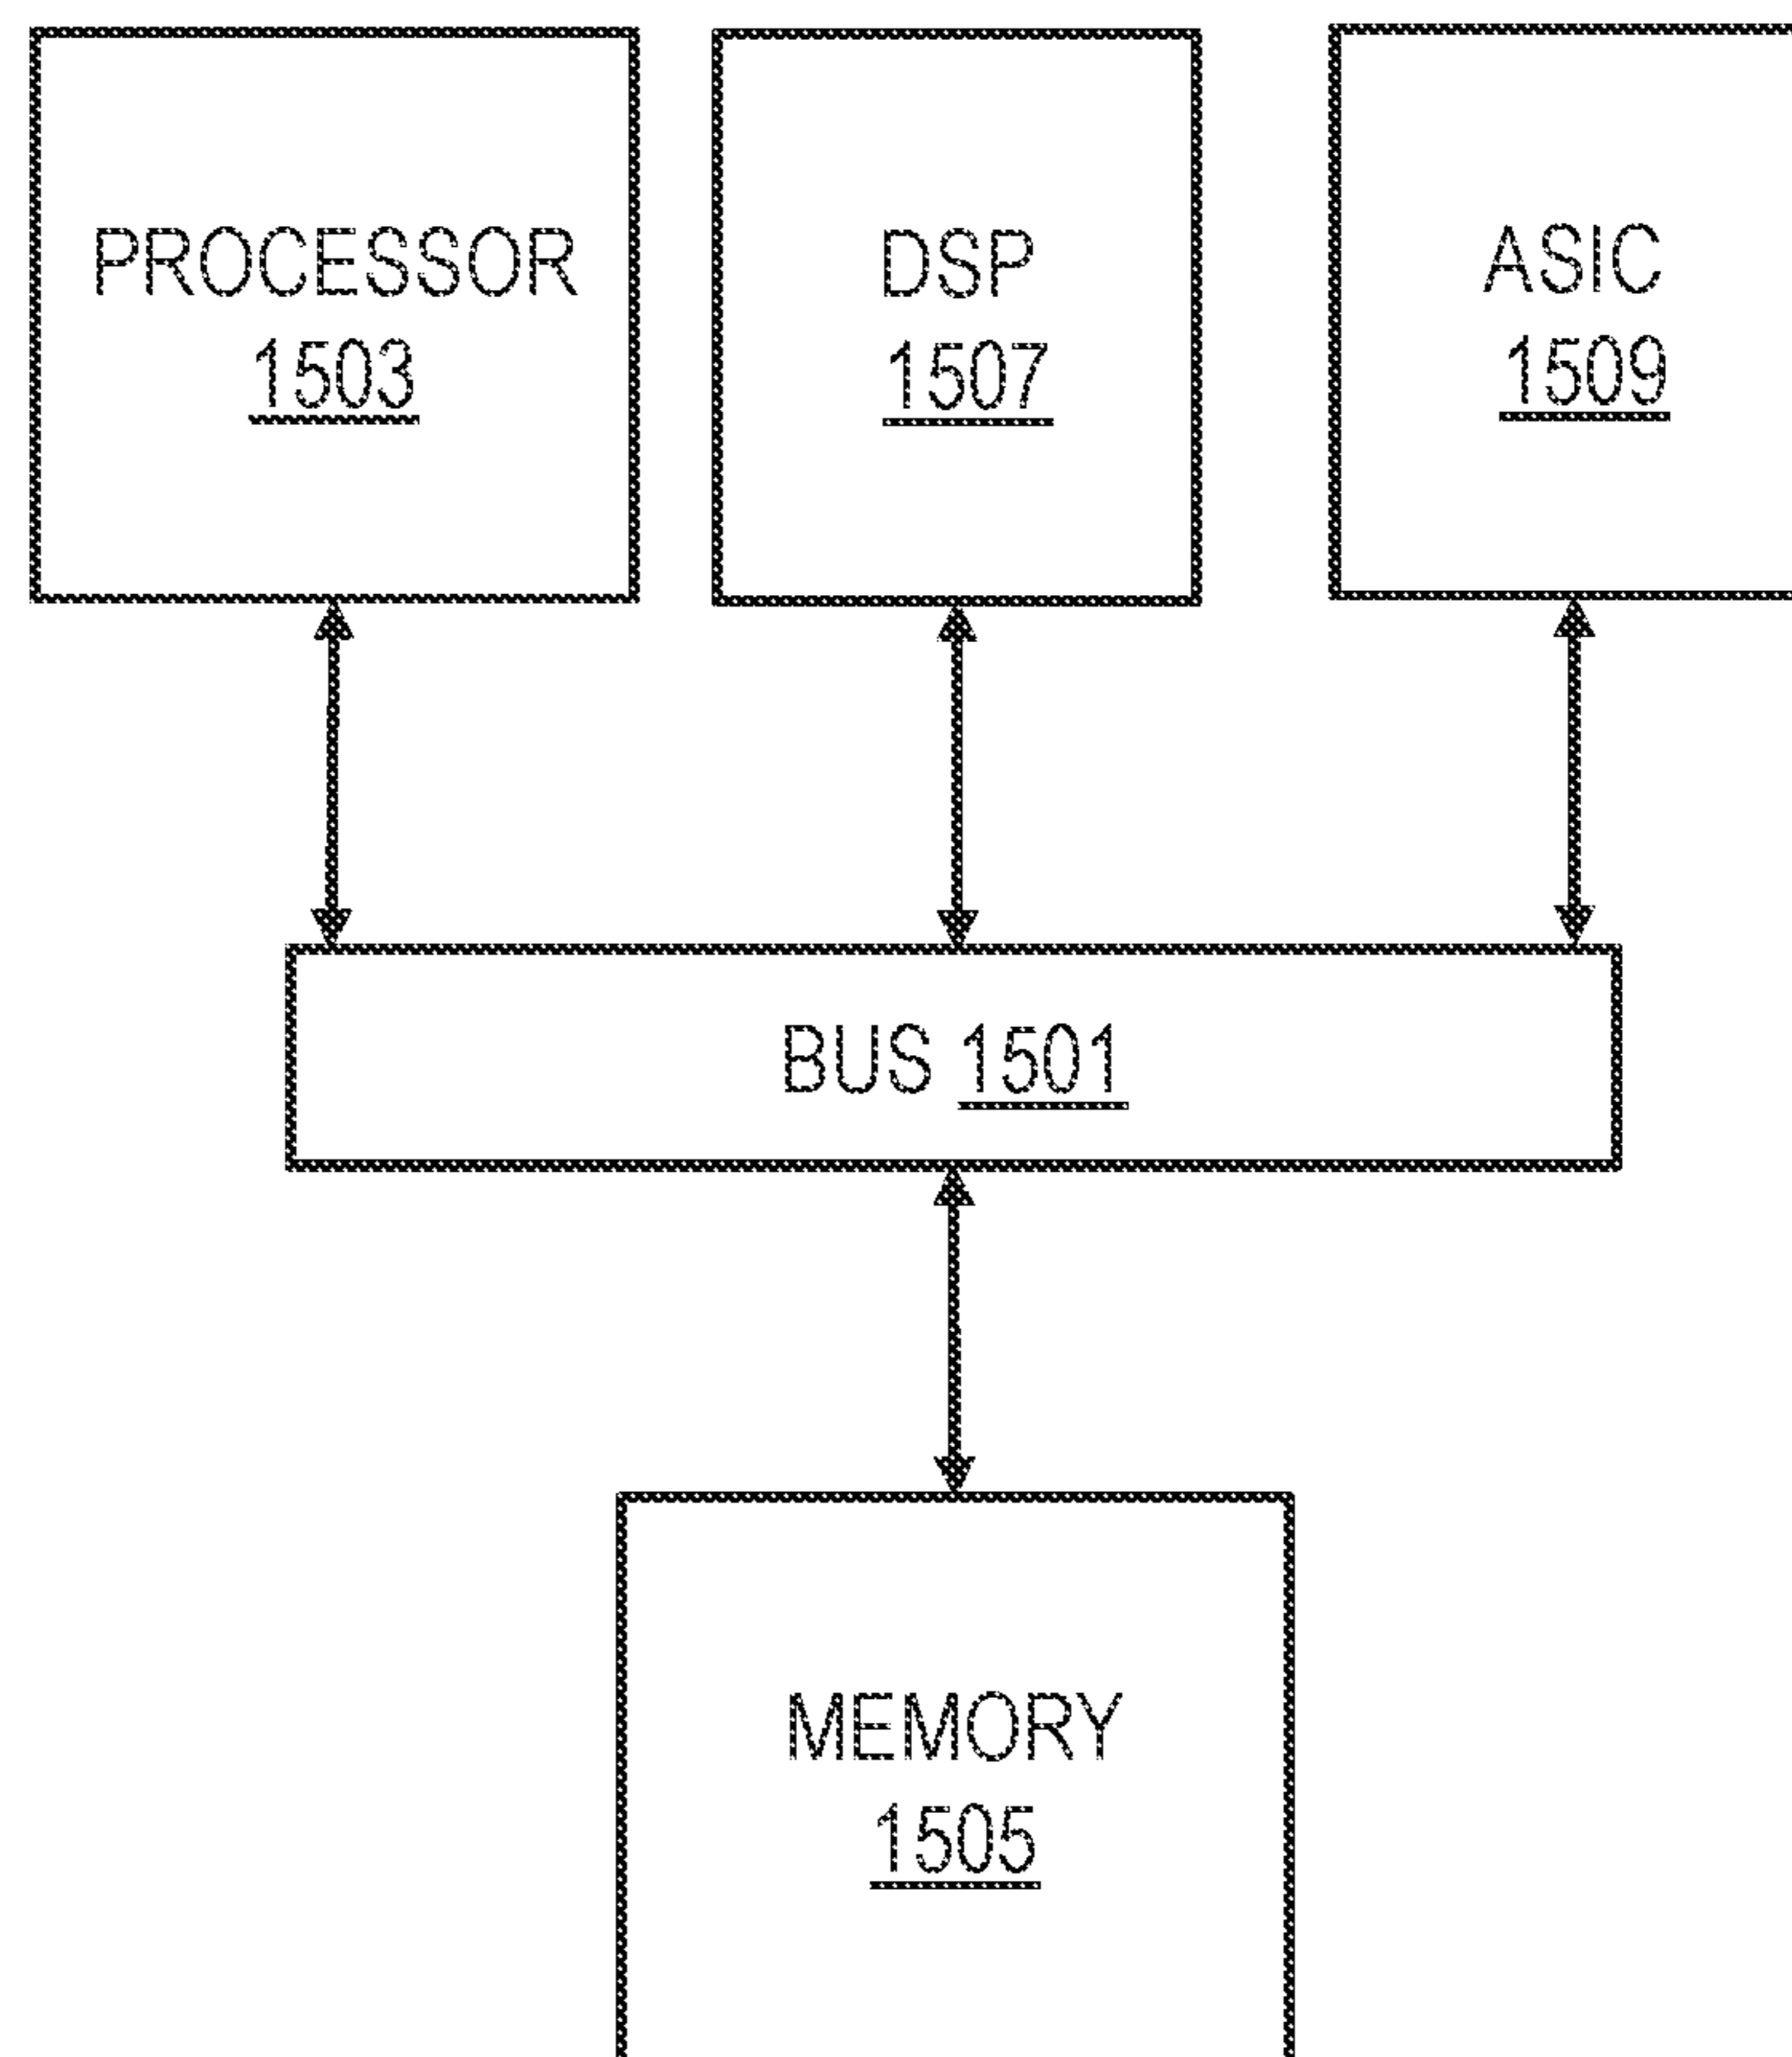 PROCESSOR
1503
DSP
1507
ASIC
1509
BUS 1501
MEMORY
1505